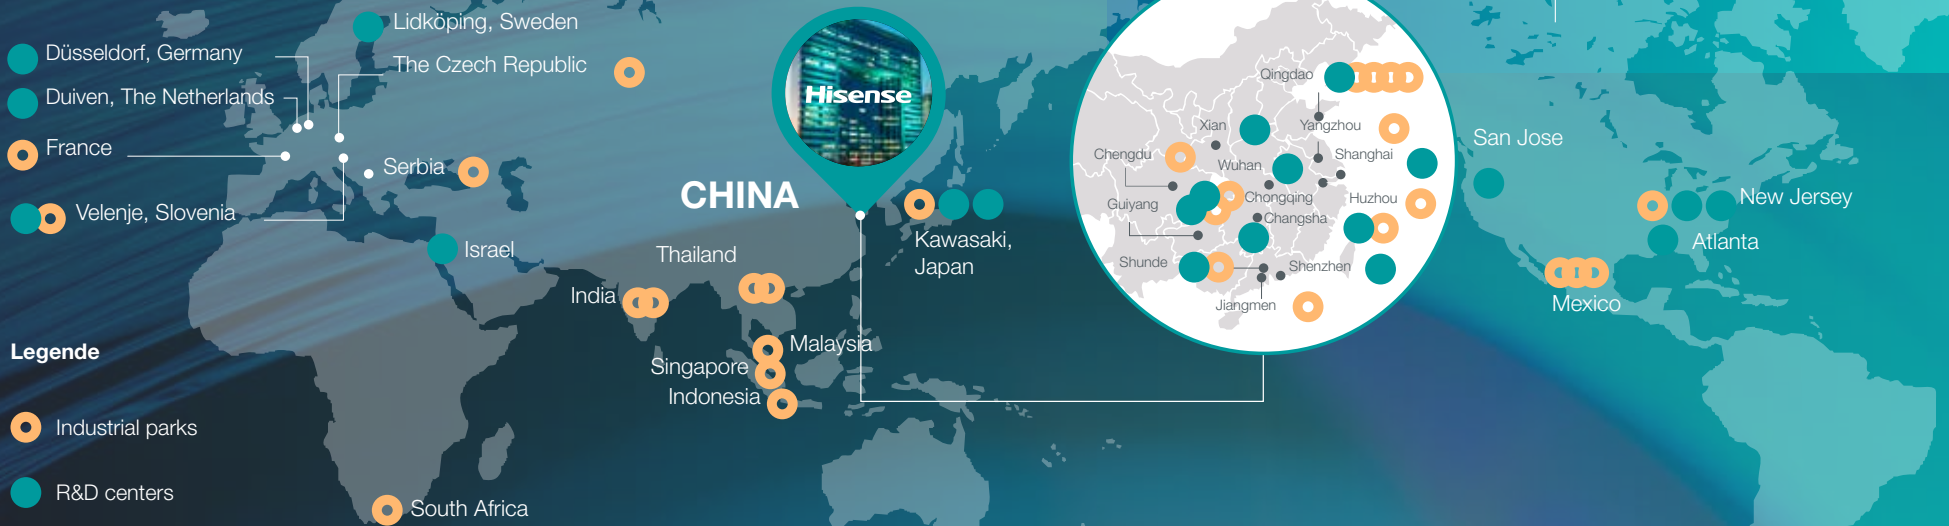 Lidköping, Sweden
Düsseldorf, Germany
The Czech Republic
Duiven, The Netherlands
France
Serbia
Velenje, Slovenia
Israel
Hisense
CHINA
Kawasaki,
Japan
Thailand
India
Malaysia
Singapore
Indonesia
South Africa
Qingdao
Xian
Yangzhou
Chengdu
Wuhan
Shanghai
Guiyang
Chongqing
Huzhou
Changsha
Shunde
Shenzhen
Jiangmen
San Jose
New Jersey
Atlanta
Mexico
Legende
Industrial parks
R&D centers